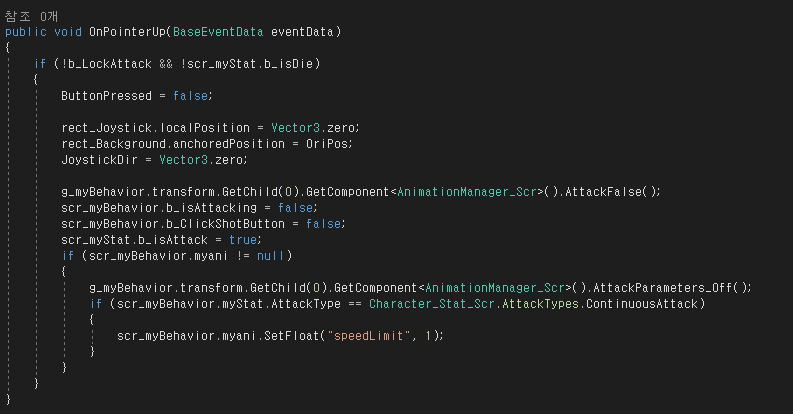 참조 0개
public void OnPointerUp(BaseEventData eventData)
{
if (!b_LockAttack && !scr_myStat.b_isDie)
{
ButtonPressed = false;
rect_Joystick.localPosition = Vector3.zero;
rect_Background.anchoredPosition = OriPos;
JoystickDir = Vector3.zero;
g_myBehavior.transform.GetChild(0).GetComponent<AnimationManager_Scr>().AttackFalse();
scr_myBehavior.b_isAttacking = false;
scr_myBehavior.b_ClickShotButton = false;
scr_myStat.b_isAttack = true;
if (scr_myBehavior.myani != null)
{
g_myBehavior.transform.GetChild(0).GetComponent<AnimationManager_Scr>().AttackParameters_Off();
if (scr_myBehavior.myStat.AttackType == Character_Stat_Scr.AttackTypes.ContinuousAttack)
{
scr_myBehavior.myani.SetFloat("speedLimit", 1);
}
}
}
}